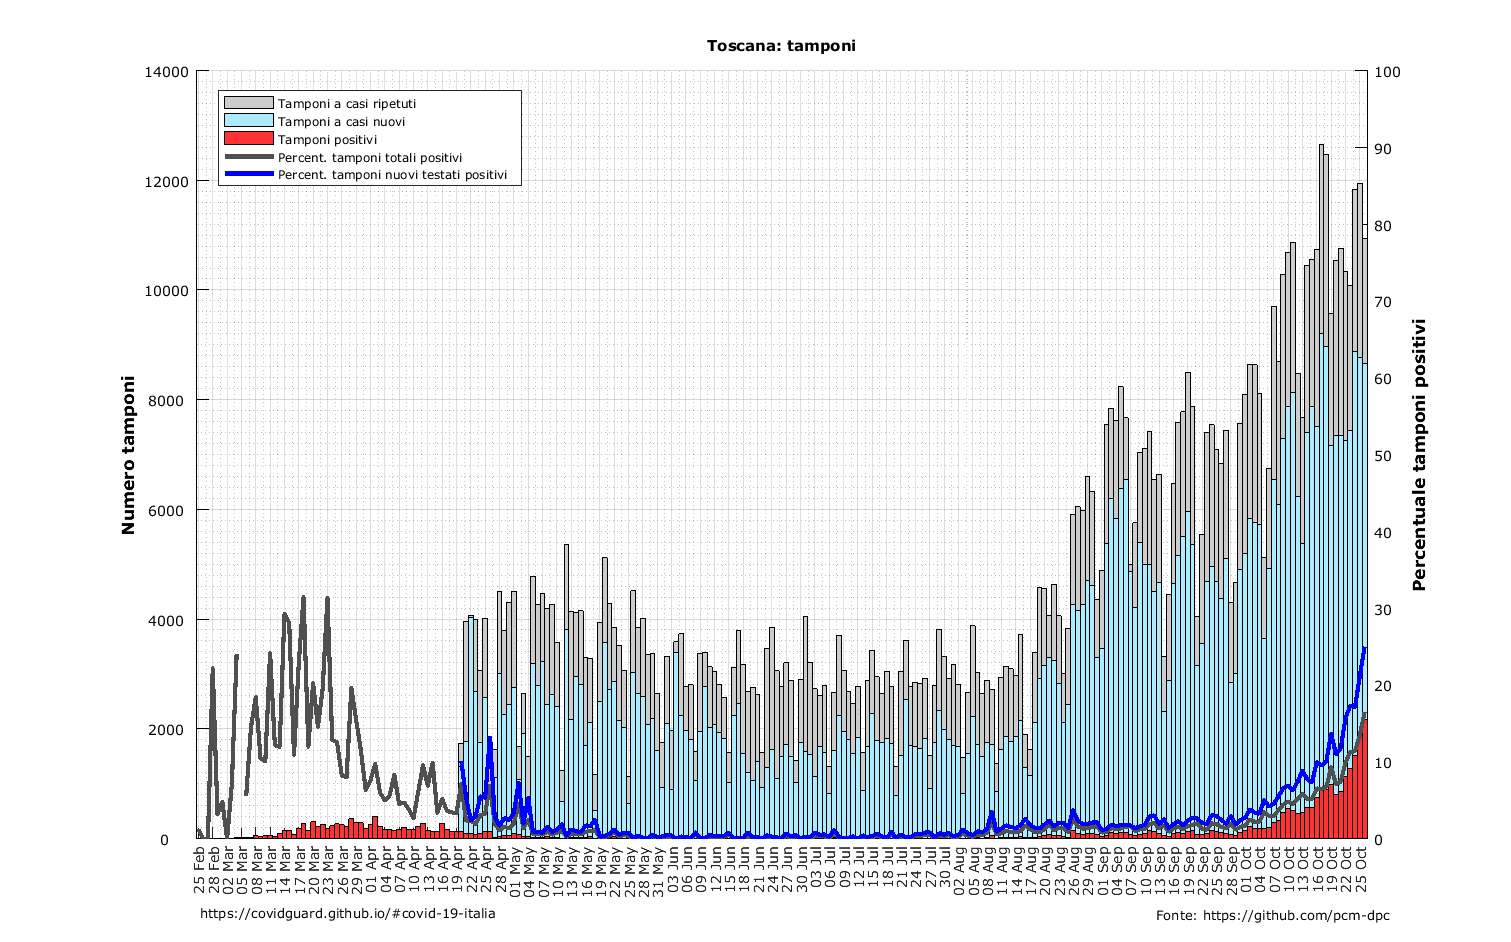 Toscana: tamponi
Tamponi a casi ripetuti
Tamponi a casi nuovi
Tamponi positivi
Percent. tamponi totali positivi
Percent. tamponi nuovi testati positivi
Numero tamponi
14000
12000
10000
8000
6000
4000
2000
0
Percentuale tamponi positivi
100
90
80
70
60
50
40
30
20
10
0
25 Feb
28 Feb
02 Mar
05 Mar
08 Mar
11 Mar
14 Mar
17 Mar
20 Mar
23 Mar
26 Mar
29 Mar
01 Apr
04 Apr
07 Apr
10 Apr
13 Apr
16 Apr
19 Apr
22 Apr
25 Apr
28 Apr
01 May
04 May
07 May
10 May
13 May
16 May
19 May
22 May
25 May
28 May
31 May
03 Jun
06 Jun
09 Jun
12 Jun
15 Jun
18 Jun
21 Jun
24 Jun
27 Jun
30 Jun
03 Jul
06 Jul
09 Jul
12 Jul
15 Jul
18 Jul
21 Jul
24 Jul
27 Jul
30 Jul
02 Aug
05 Aug
08 Aug
11 Aug
14 Aug
17 Aug
20 Aug
23 Aug
26 Aug
29 Aug
01 Sep
04 Sep
07 Sep
10 Sep
13 Sep
16 Sep
19 Sep
22 Sep
25 Sep
28 Sep
01 Oct
04 Oct
07 Oct
10 Oct
13 Oct
16 Oct
19 Oct
22 Oct
25 Oct
https://covidguard.github.io/#covid-19-italia
Fonte: https://github.com/pcm-dpc